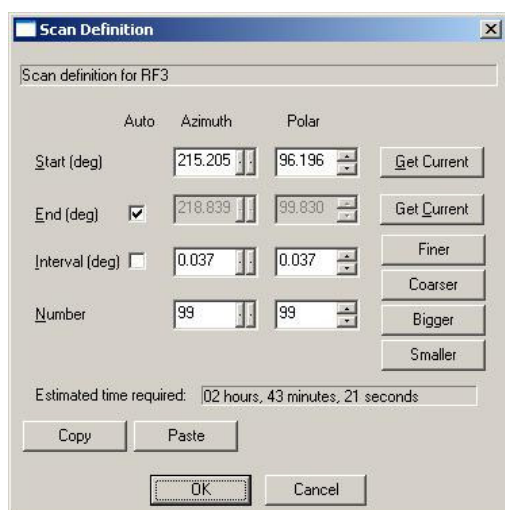 Scan Definition
Scan definition for RF3
Auto Azimuth Polar
Start (deg) 215.205 96.196 Get Current
End (deg) 218.839 99.830 Get Current
Interval (deg) 0.037 0.037 Finer
Coarser
Number 99 99 Bigger
Smaller
Estimated time required: 02 hours, 43 minutes, 21 seconds
Copy Paste
OK Cancel